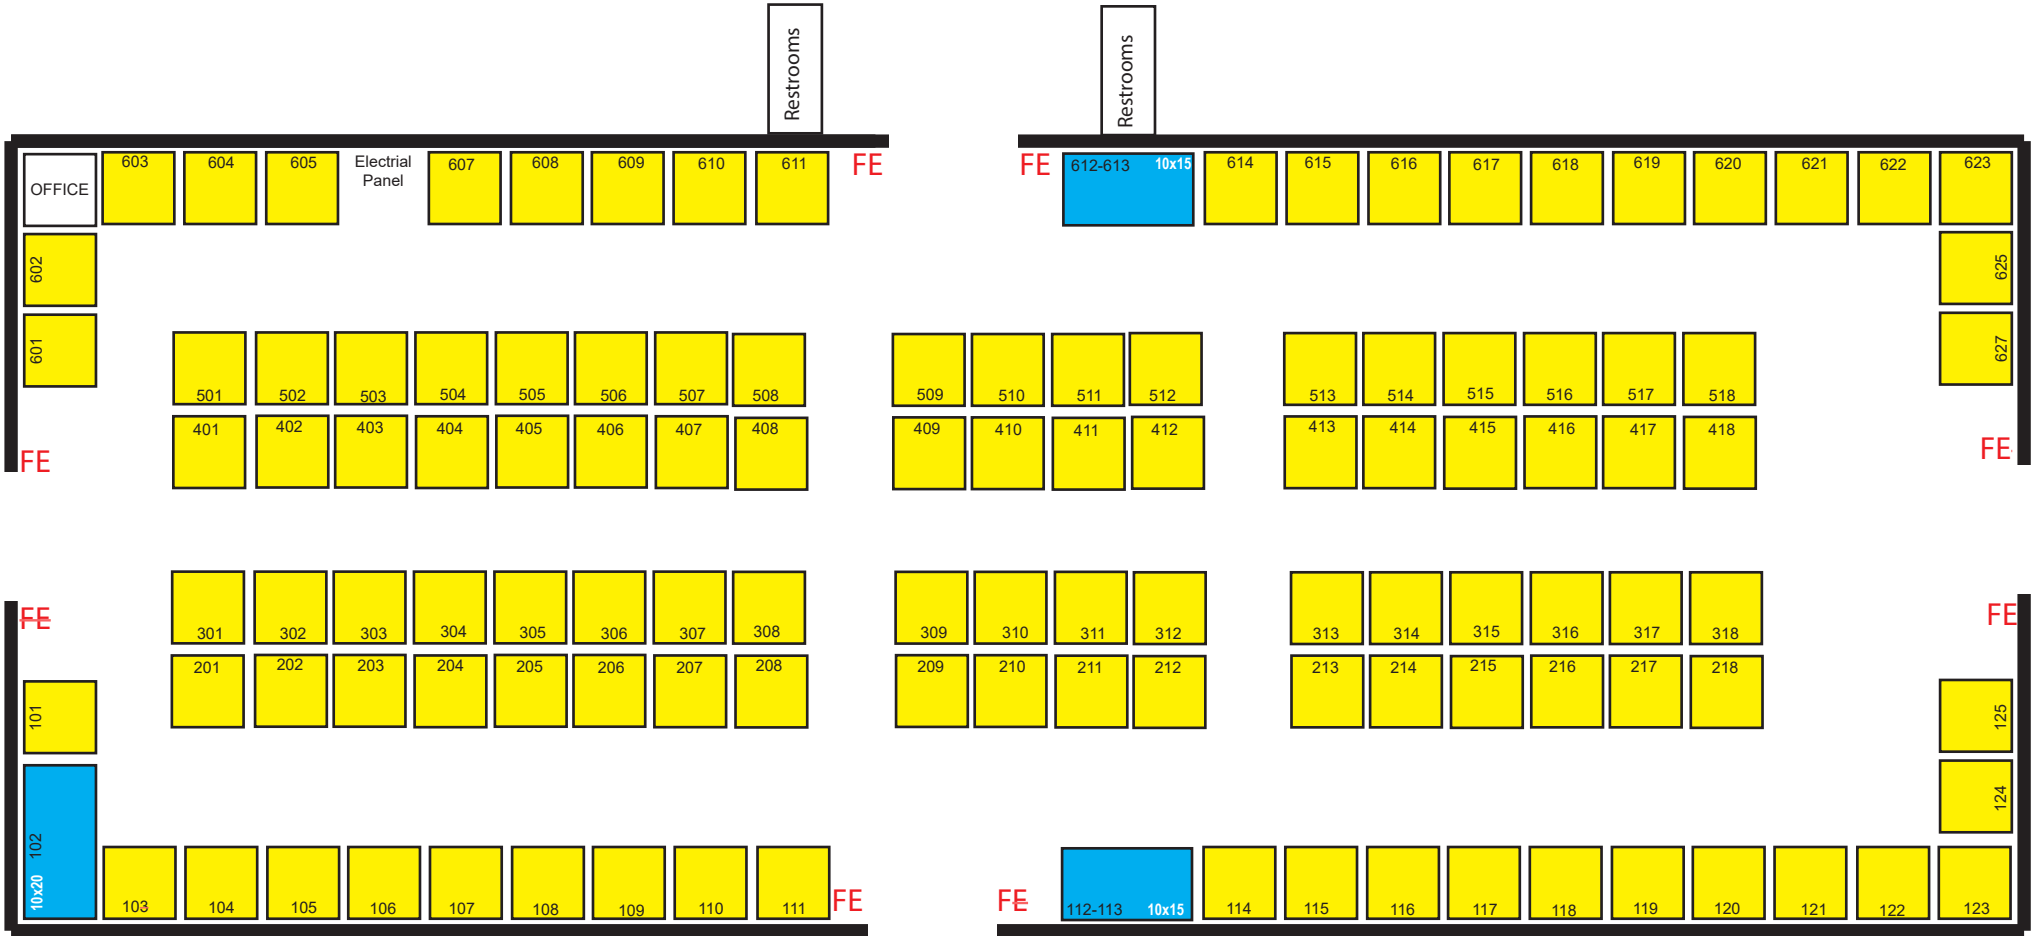 Restrooms
Restrooms
603 604 605 Electrial
Panel 607 608 609 610 611 FE FE 612-613 10x15 614 615 616 617 618 619 620 621 622 623
OFFICE
602 625
601 627
501 502 503 504 505 506 507 508 509 510 511 512 513 514 515 516 517 518
401 402 403 404 405 406 407 408 409 410 411 412 413 414 415 416 417 418
FE FE
301 302 303 304 305 306 307 308 309 310 311 312 313 314 315 316 317 318
FE FE
201 202 203 204 205 206 207 208 209 210 211 212 213 214 215 216 217 218
101 125
102 10x20 124
103 104 105 106 107 108 109 110 111 FE FE 112-113 10x15 114 115 116 117 118 119 120 121 122 123